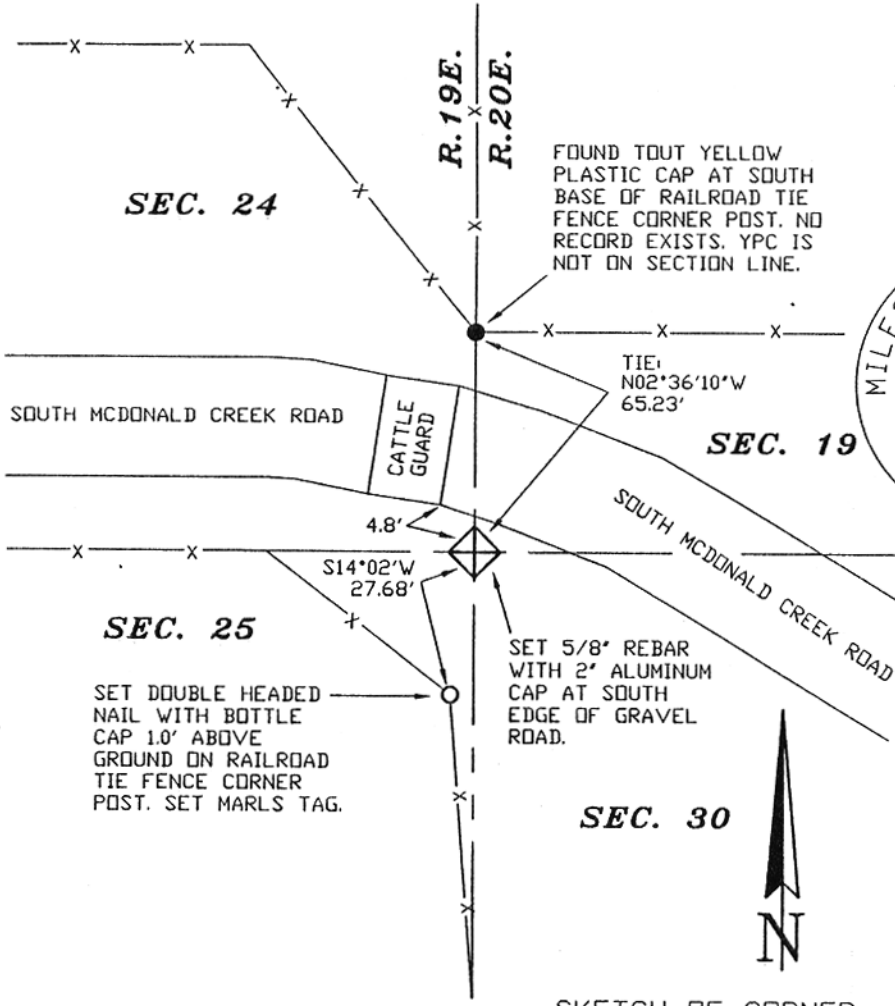 R.19E.
R.20E.
FOUND TOUT YELLOW
PLASTIC CAP AT SOUTH
BASE OF RAILROAD TIE
FENCE CORNER POST. NO
RECORD EXISTS. YPC IS
NOT ON SECTION LINE.
SEC. 24
TIE:
N02°36'10"W
65.23'
SOUTH MCDONALD CREEK ROAD
CATTLE
GUARD
SEC. 19
SOUTH MCDONALD CREEK ROAD
4.8'
S14°02'W
27.68'
SEC. 25
SET 5/8" REBAR
WITH 2" ALUMINUM
CAP AT SOUTH
EDGE OF GRAVEL
ROAD.
SET DOUBLE HEADED
NAIL WITH BOTTLE
CAP 1.0' ABOVE
GROUND ON RAILROAD
TIE FENCE CORNER
POST. SET MARLS TAG.
SEC. 30
N